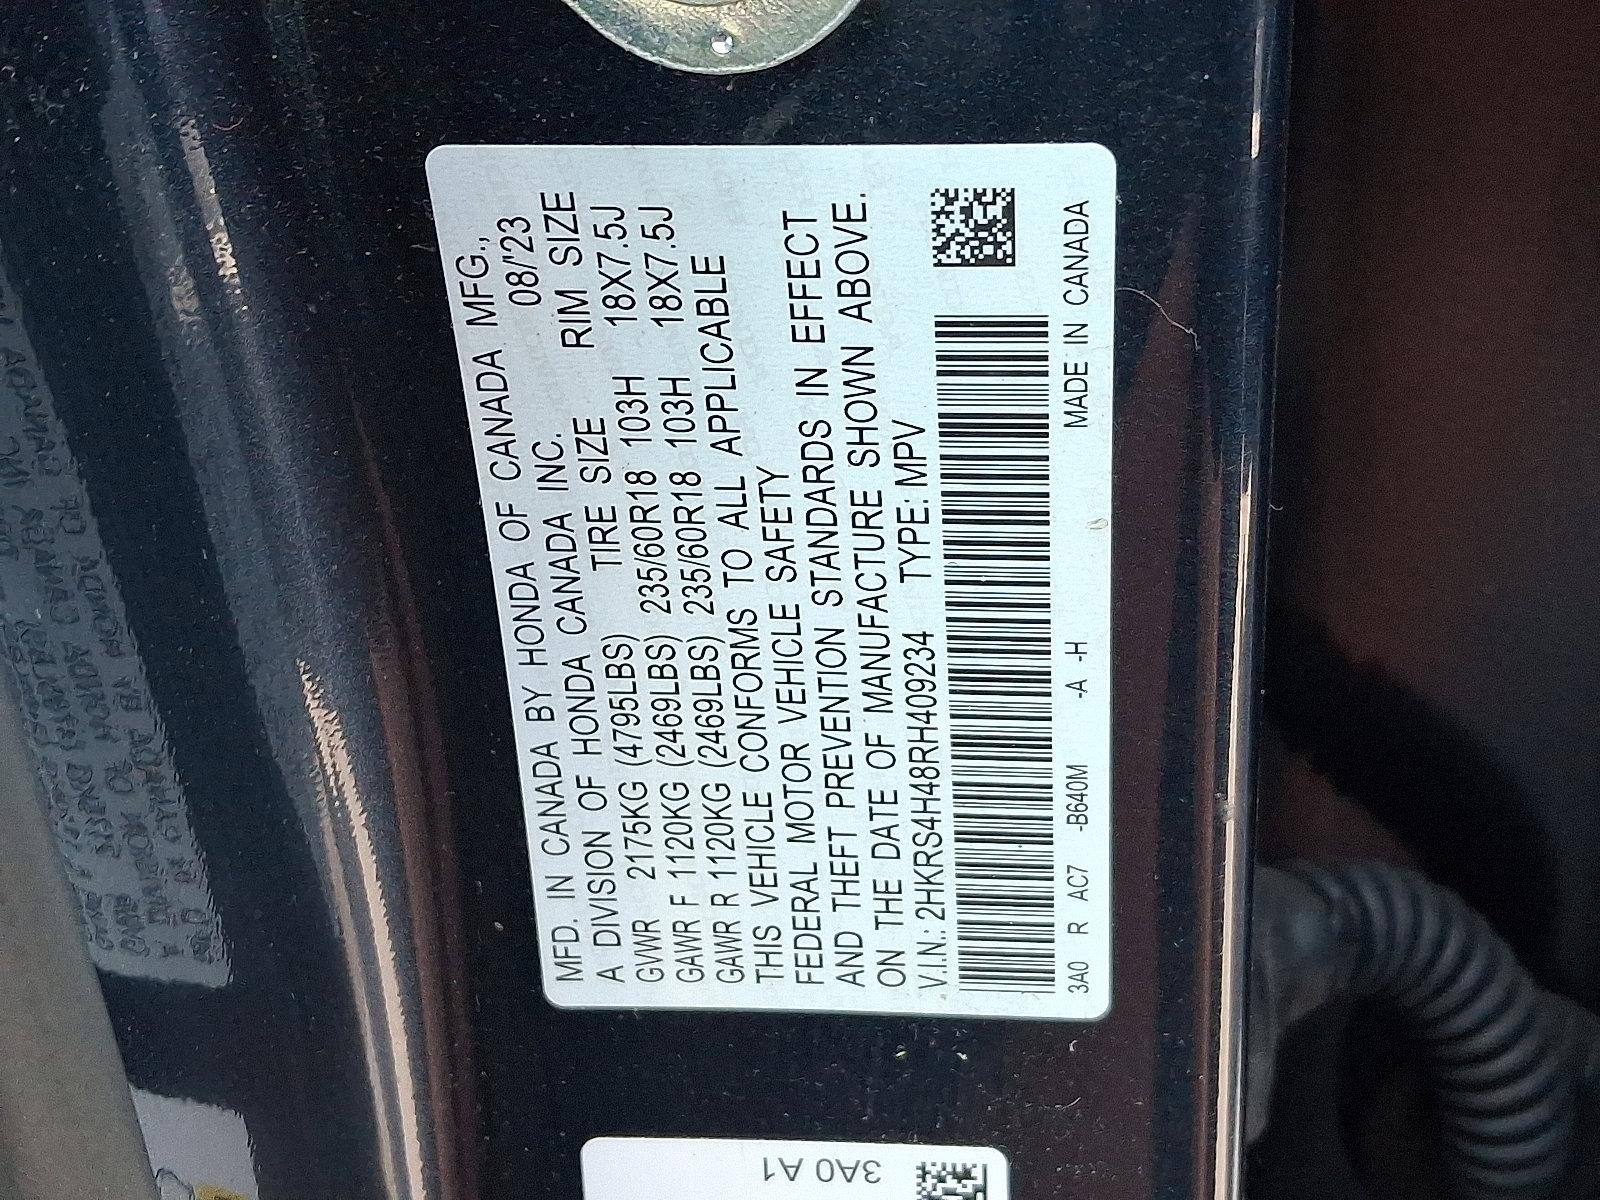 MFD. IN CANADA BY HONDA OF CANADA MFG.,
A DIVISION OF HONDA CANADA INC. 08/'23
GVWR 2175KG (4795LBS) TIRE SIZE RIM SIZE
GAWR F 1120KG (2469LBS) 235/60R18 103H 18X7.5J
GAWR R 1120KG (2469LBS) 235/60R18 103H 18X7.5J
THIS VEHICLE CONFORMS TO ALL APPLICABLE
FEDERAL MOTOR VEHICLE SAFETY
AND THEFT PREVENTION STANDARDS IN EFFECT
ON THE DATE OF MANUFACTURE SHOWN ABOVE.
V.I.N.: 2HKRS4H48RH409234 TYPE: MPV
3A0 R AC7 -B640M -A -H MADE IN CANADA
3A0 A1